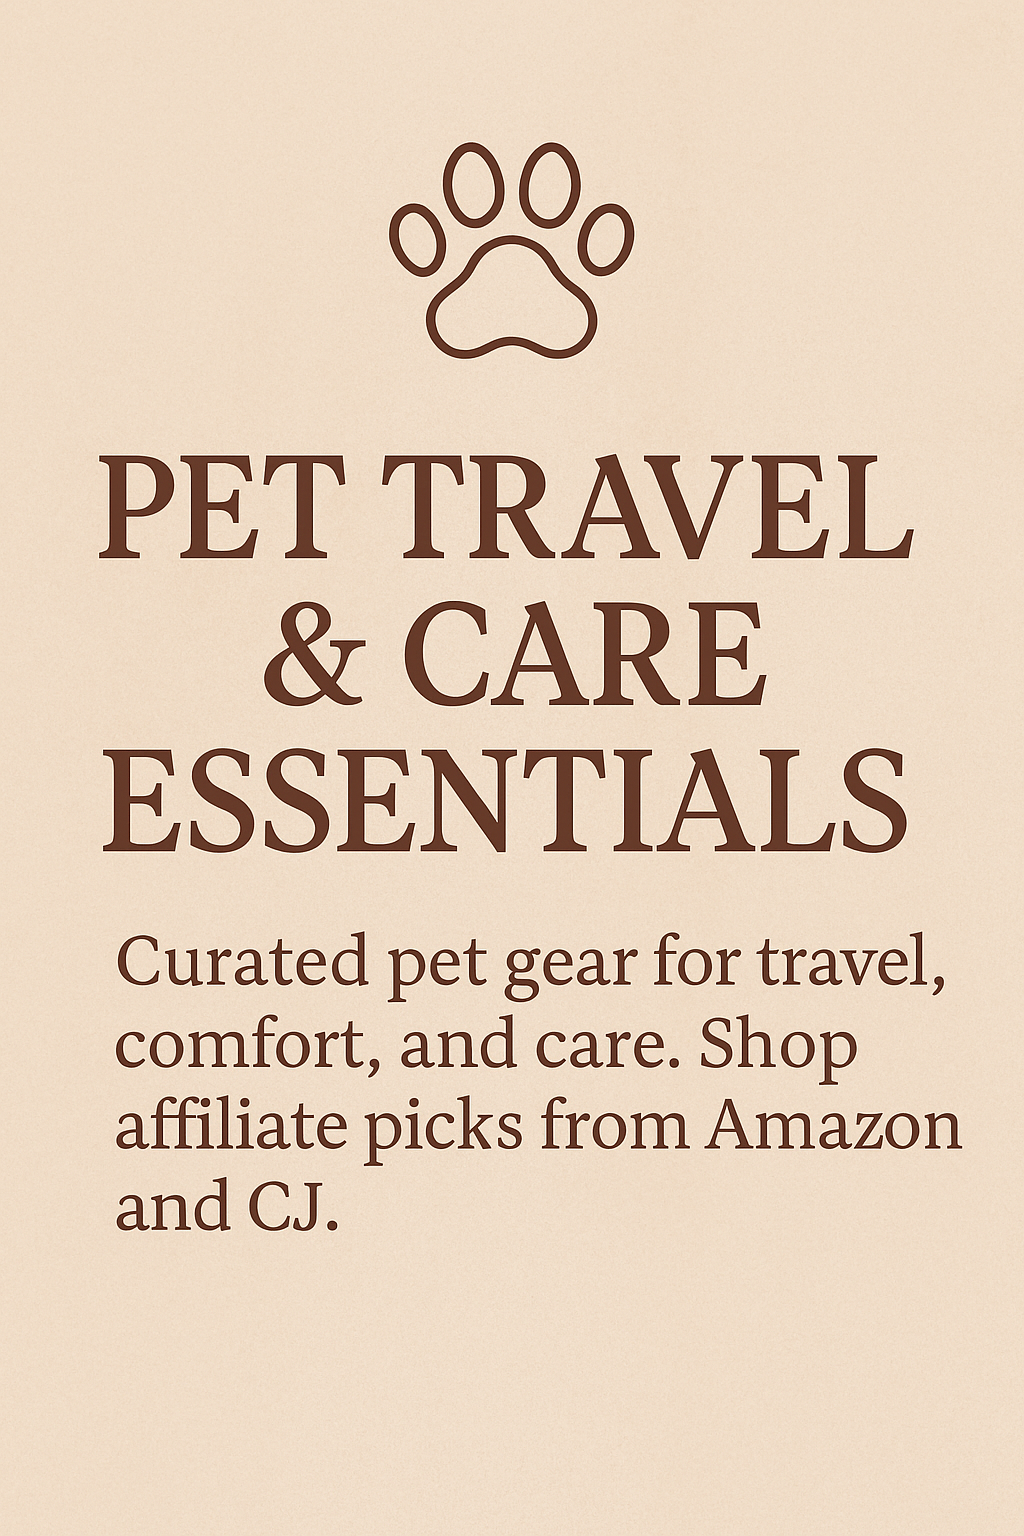 PET TRAVEL
& CARE
ESSENTIALS
Curated pet gear for travel,
comfort, and care. Shop
affiliate picks from Amazon
and CJ.